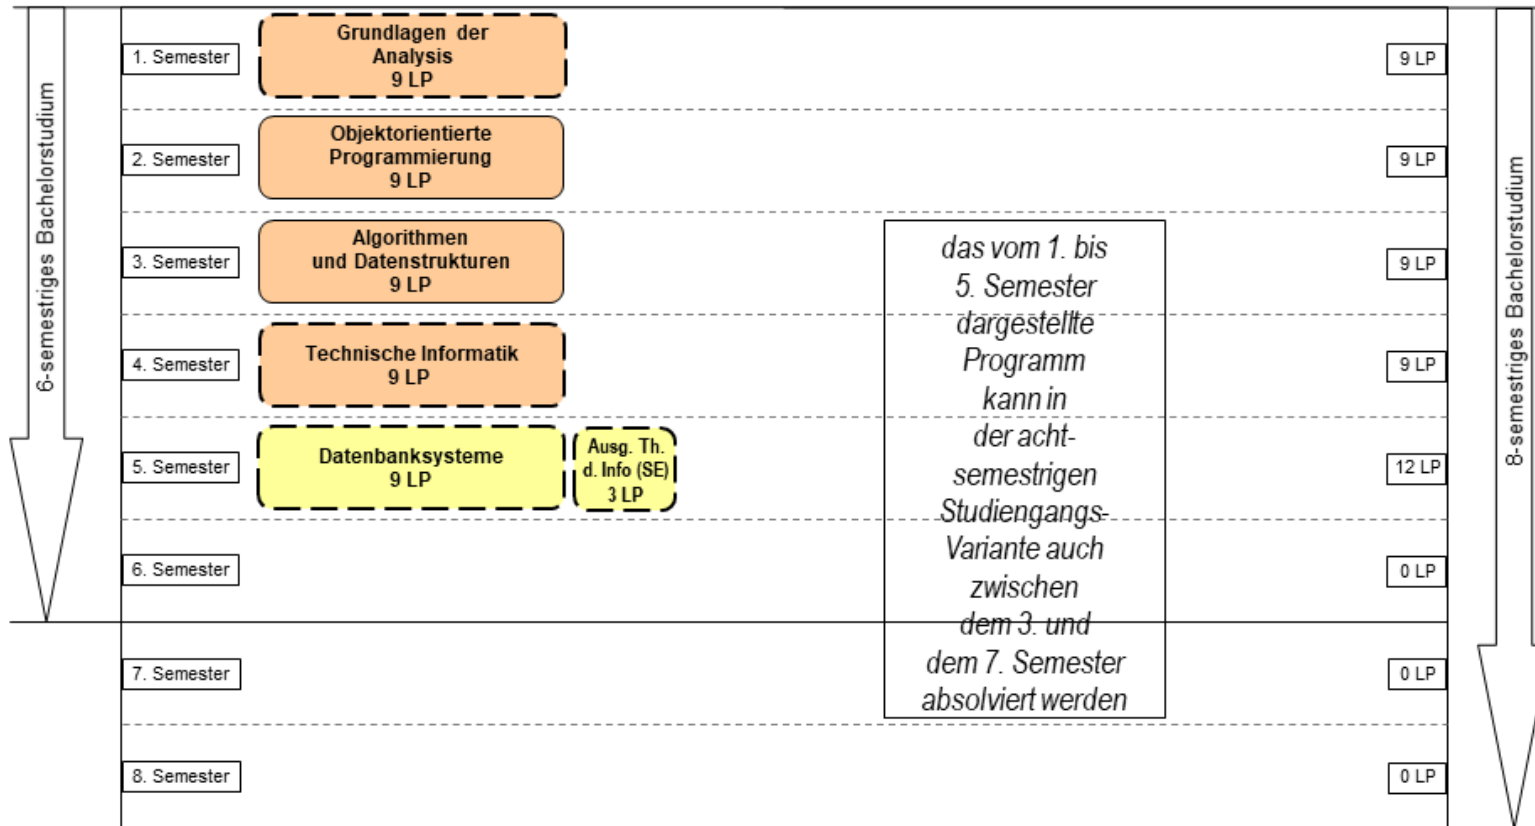 6-semestriges Bachelorstudium
1. Semester
Grundlagen der
Analysis
9 LP
9 LP
2. Semester
Objektorientierte
Programmierung
9 LP
9 LP
3. Semester
Algorithmen
und Datenstrukturen
9 LP
9 LP
4. Semester
Technische Informatik
9 LP
9 LP
5. Semester
Datenbanksysteme
9 LP
Ausg. Th.
d. Info (SE)
3 LP
12 LP
6. Semester
0 LP
7. Semester
0 LP
8. Semester
0 LP
das vom 1. bis
5. Semester
dargestellte
Programm
kann in
der acht-
semestrigen
Studiengangs-
Variante auch
zwischen
dem 3. und
dem 7. Semester
absolviert werden
8-semestriges Bachelorstudium